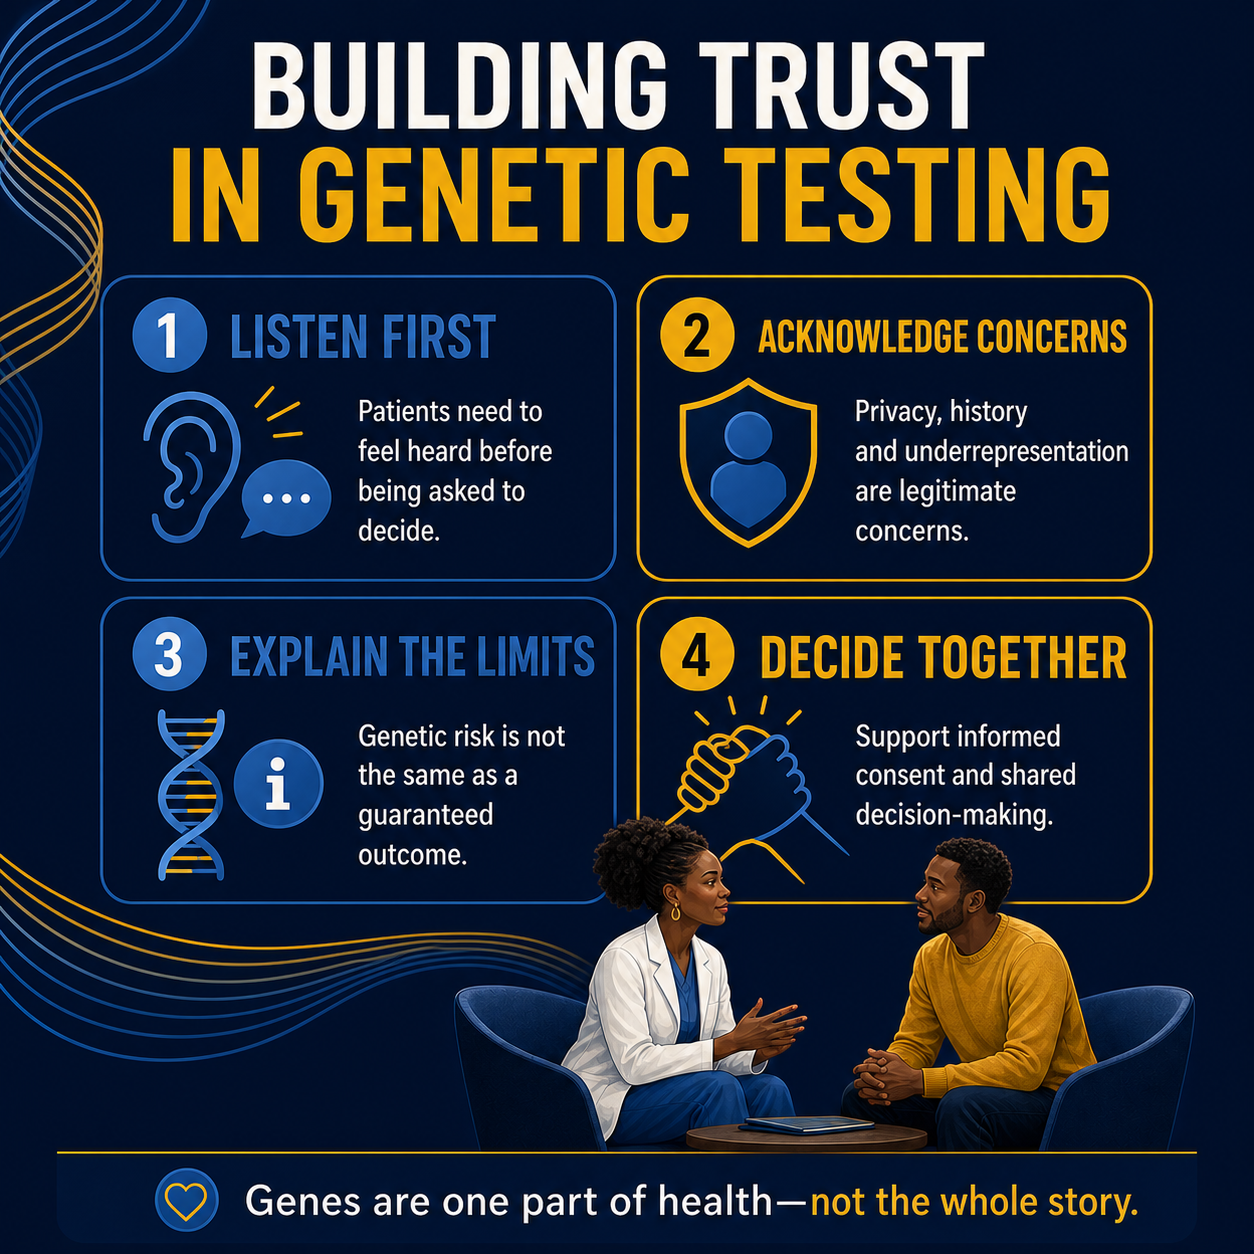 BUILDING TRUST
IN GENETIC TESTING
1 LISTEN FIRST
Patients need to
feel heard before
being asked to
decide.
2 ACKNOWLEDGE CONCERNS
Privacy, history
and underrepresentation
are legitimate
concerns.
3 EXPLAIN THE LIMITS
i
Genetic risk is not
the same as a
guaranteed
outcome.
4 DECIDE TOGETHER
Support informed
consent and shared
decision-making.
Genes are one part of health—not the whole story.